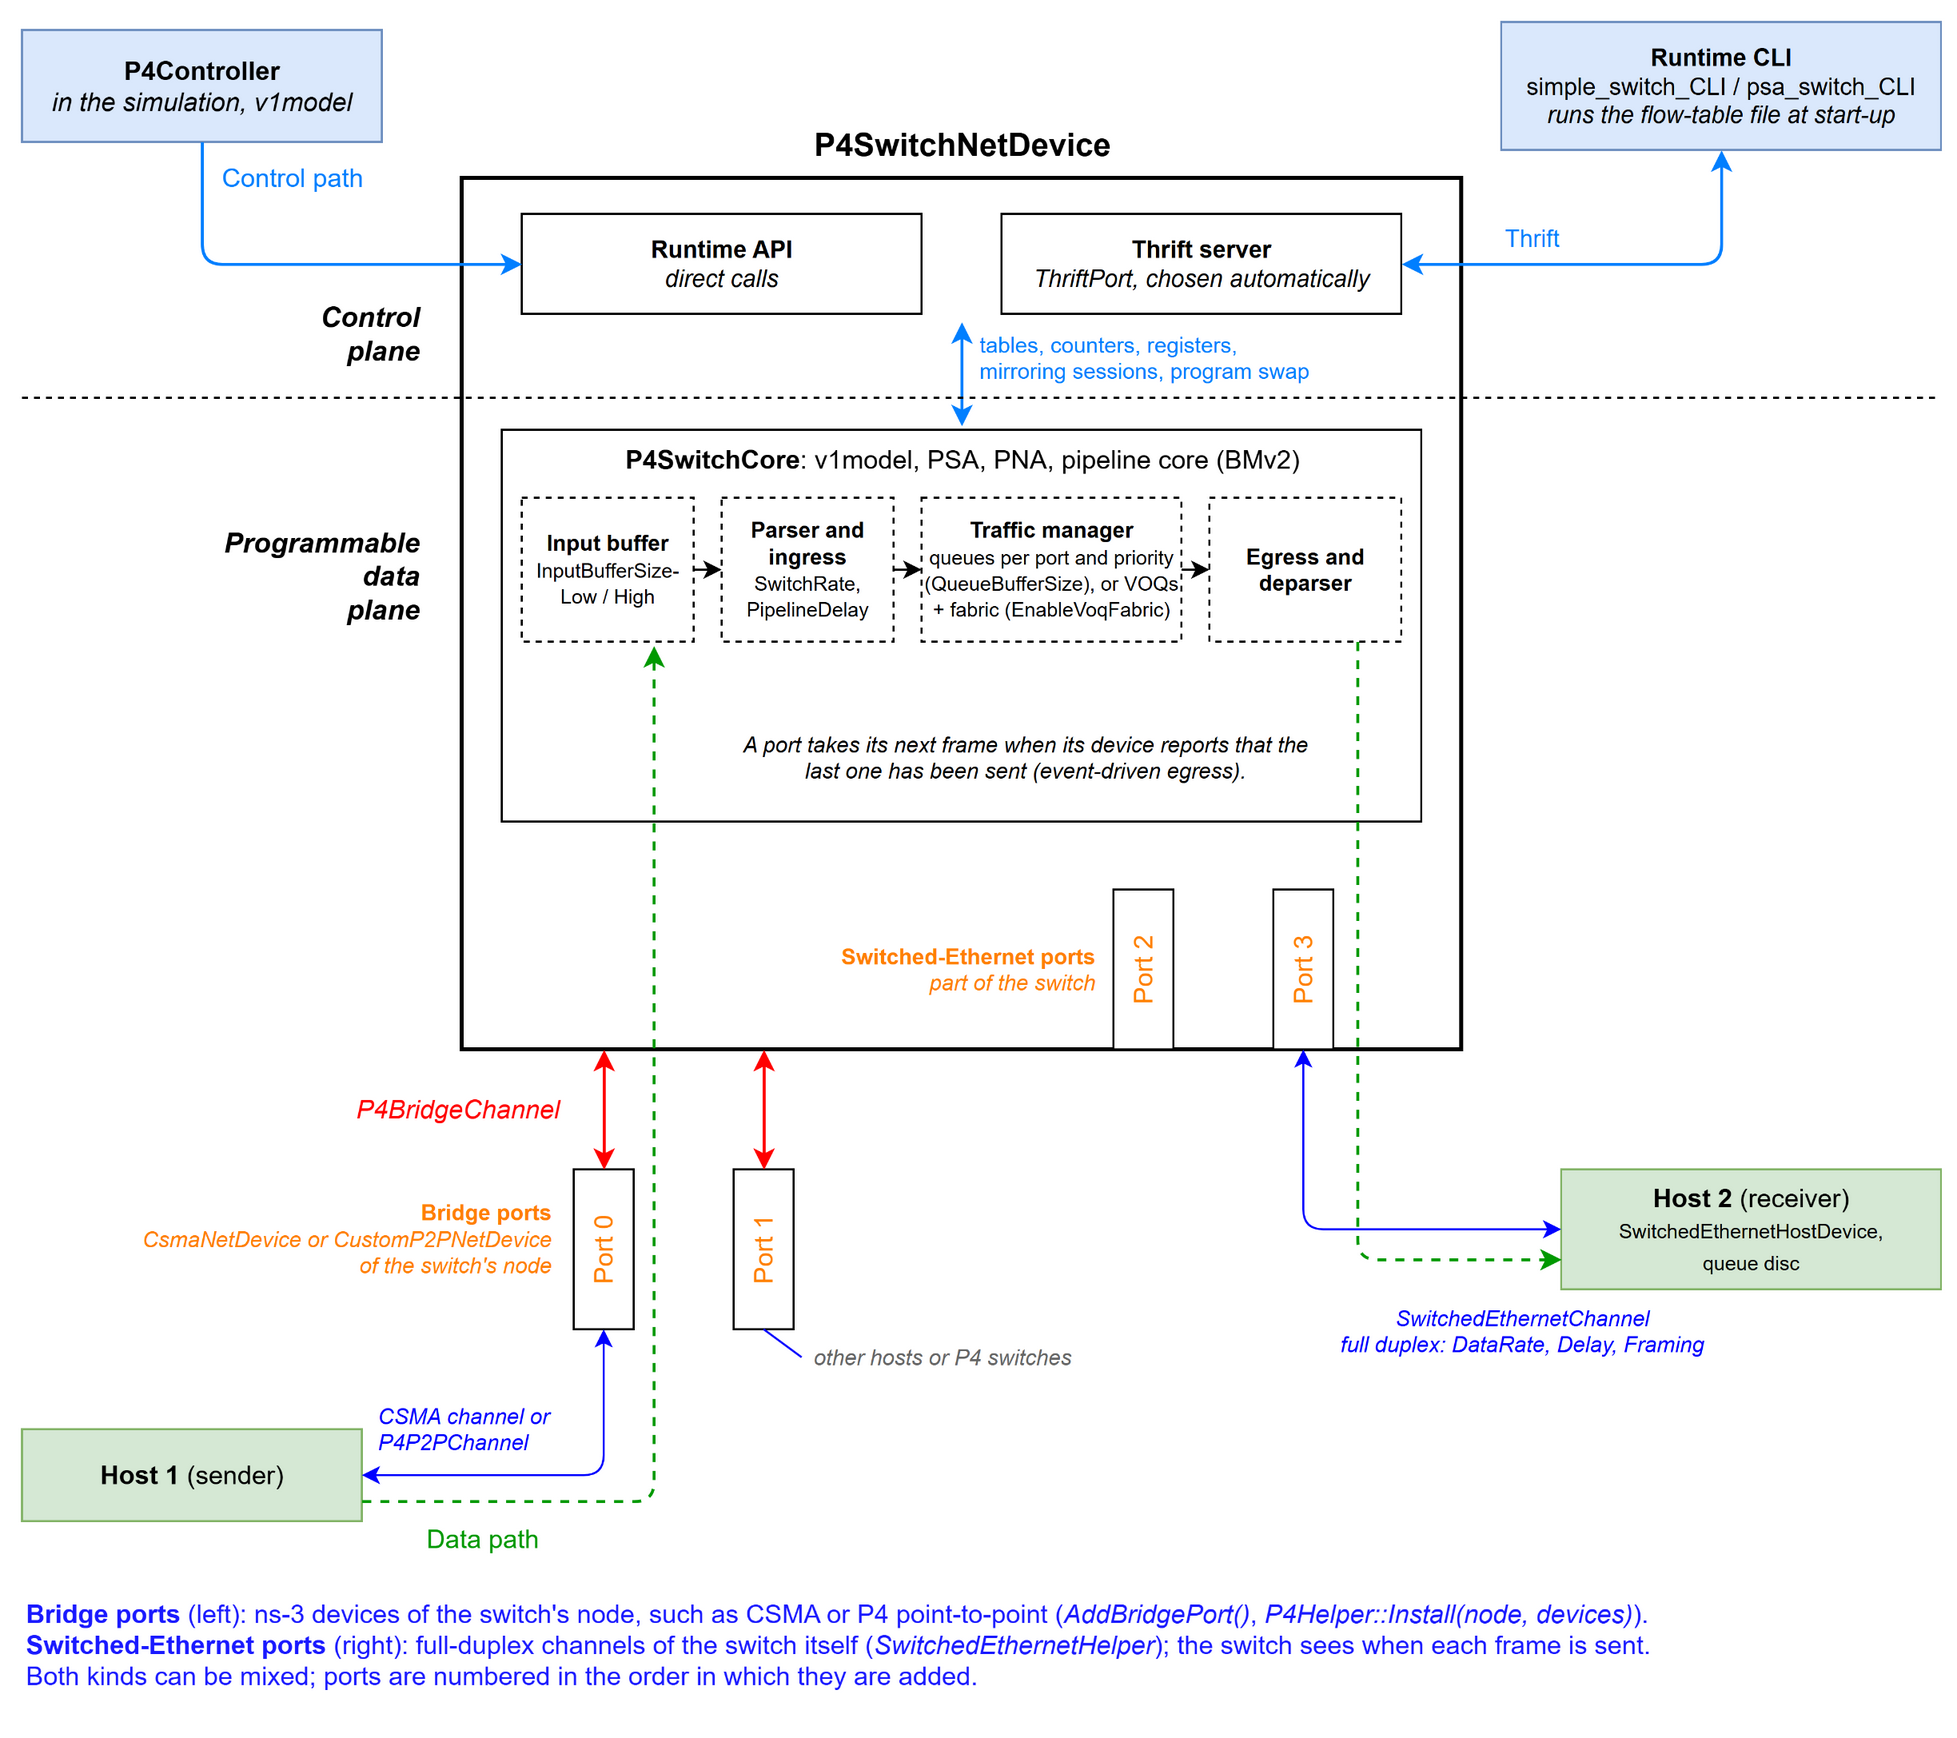 P4Controller
in the simulation, v1model
Runtime CLI
simple_switch_CLI / psa_switch_CLI
runs the flow-table file at start-up
P4SwitchNetDevice
Control path
Runtime API
direct calls
Thrift server
ThriftPort, chosen automatically
Thrift
Control
plane
tables, counters, registers,
mirroring sessions, program swap
P4SwitchCore: v1model, PSA, PNA, pipeline core (BMv2)
Programmable
data
plane
Input buffer
InputBufferSize-
Low / High
Parser and
ingress
SwitchRate,
PipelineDelay
Traffic manager
queues per port and priority
(QueueBufferSize), or VOQs
+ fabric (EnableVoqFabric)
Egress and
deparser
A port takes its next frame when its device reports that the
last one has been sent (event-driven egress).
Switched-Ethernet ports
part of the switch
Port 2
Port 3
P4BridgeChannel
Bridge ports
CsmaNetDevice or CustomP2PNetDevice
of the switch's node
Port 0
Port 1
Host 2 (receiver)
SwitchedEthernetHostDevice,
queue disc
SwitchedEthernetChannel
full duplex: DataRate, Delay, Framing
other hosts or P4 switches
CSMA channel or
P4P2PChannel
Host 1 (sender)
Data path
Bridge ports (left): ns-3 devices of the switch's node, such as CSMA or P4 point-to-point (AddBridgePort(), P4Helper::Install(node, devices)).
Switched-Ethernet ports (right): full-duplex channels of the switch itself (SwitchedEthernetHelper); the switch sees when each frame is sent.
Both kinds can be mixed; ports are numbered in the order in which they are added.